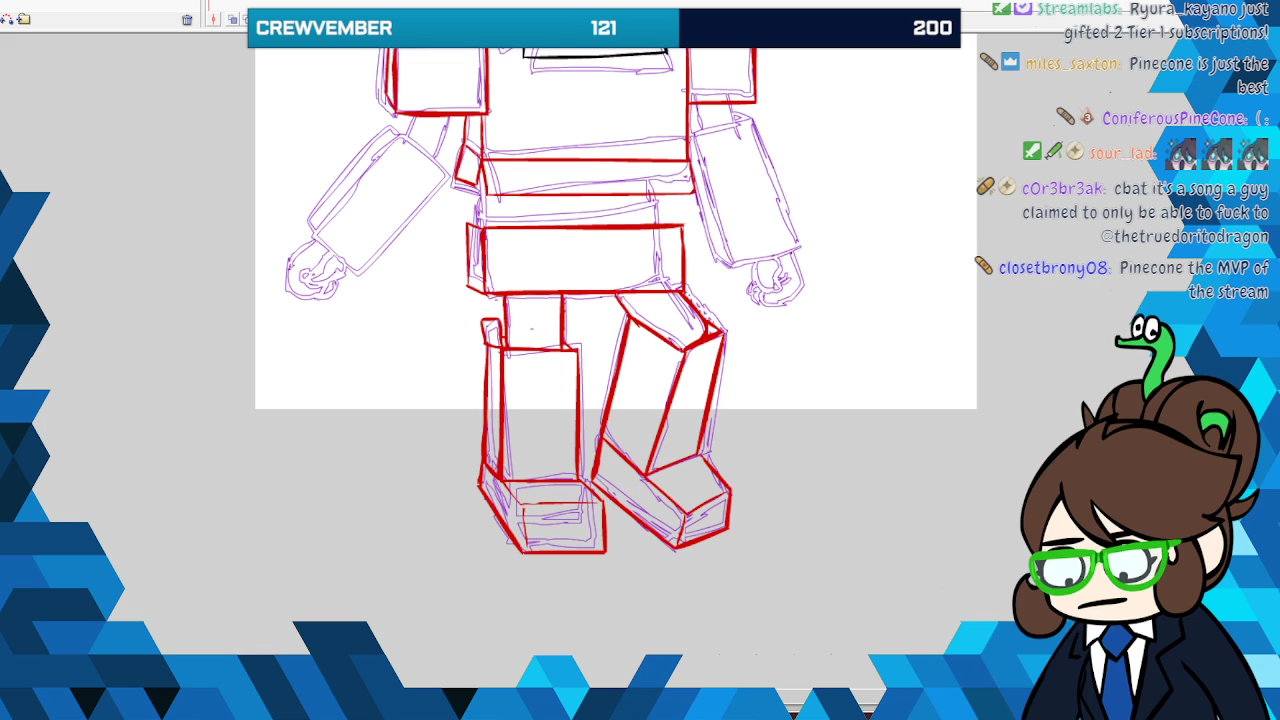 CREWVEMBER 121 200
Streamlabs: Ryura_kayano just
gifted 2 Tier 1 subscriptions!
miles_saxton: Pinecone is just the
best
3 ConiferousPineCone: (:
sour_lad:
c0r3br3ak: cbat it's a song a guy
claimed to only be able to fuck to
@thetruedoritodragon
closetbrony08: Pinecone the MVP of
the stream